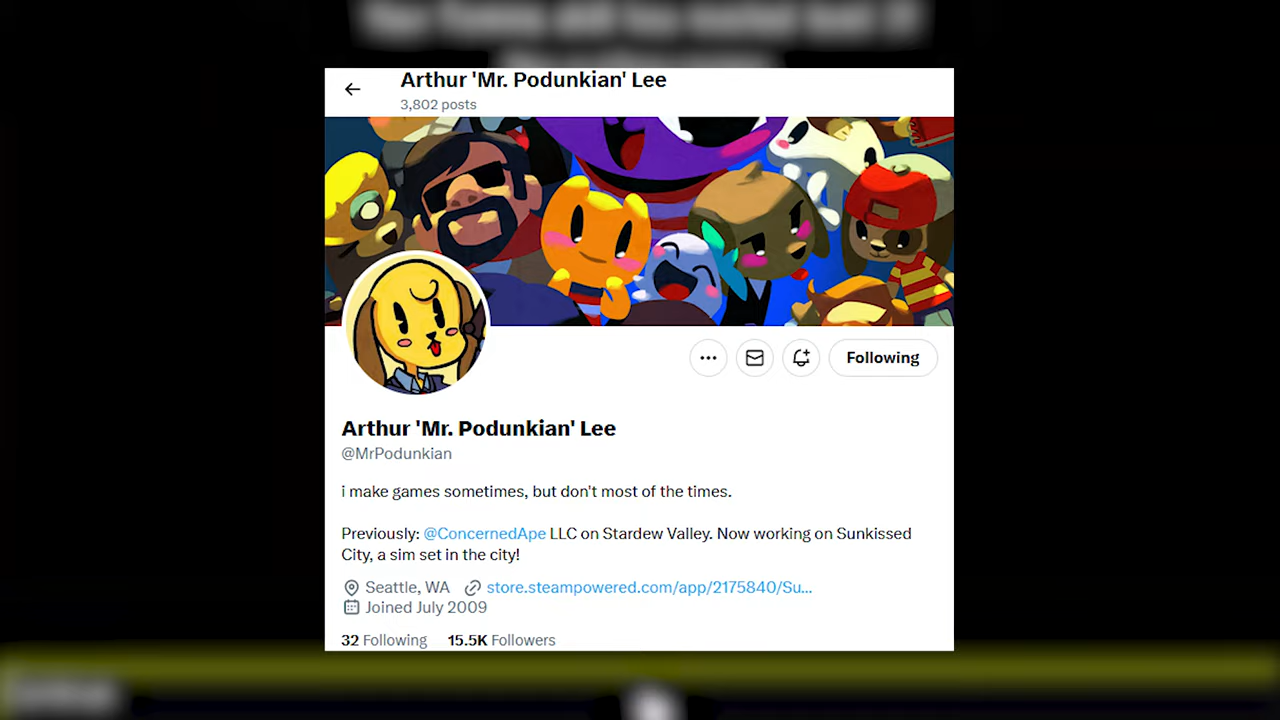 Arthur 'Mr. Podunkian' Lee
3,802 posts
Following
Arthur 'Mr. Podunkian' Lee
@MrPodunkian
i make games sometimes, but don't most of the times.
Previously: @ConcernedApe LLC on Stardew Valley. Now working on Sunkissed
City, a sim set in the city!
Seattle, WA store.steampowered.com/app/2175840/Su...
Joined July 2009
32 Following 15.5K Followers